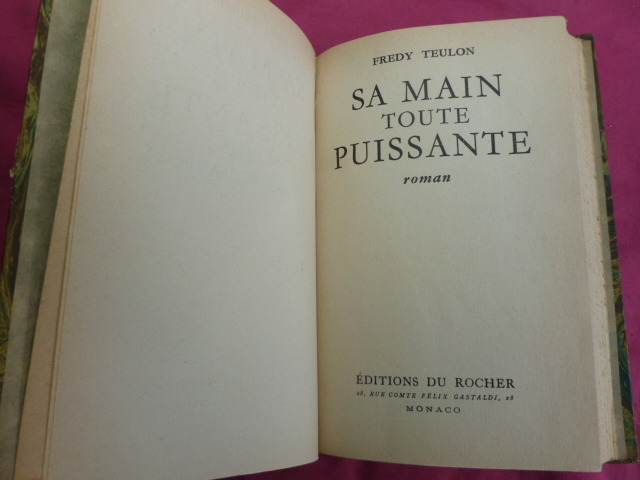 FREDY TEULON
SA MAIN
TOUTE
PUISSANTE
roman
ÉDITIONS DU ROCHER
28, RUE COMTE FÉLIX GASTALDI, 28
MONACO